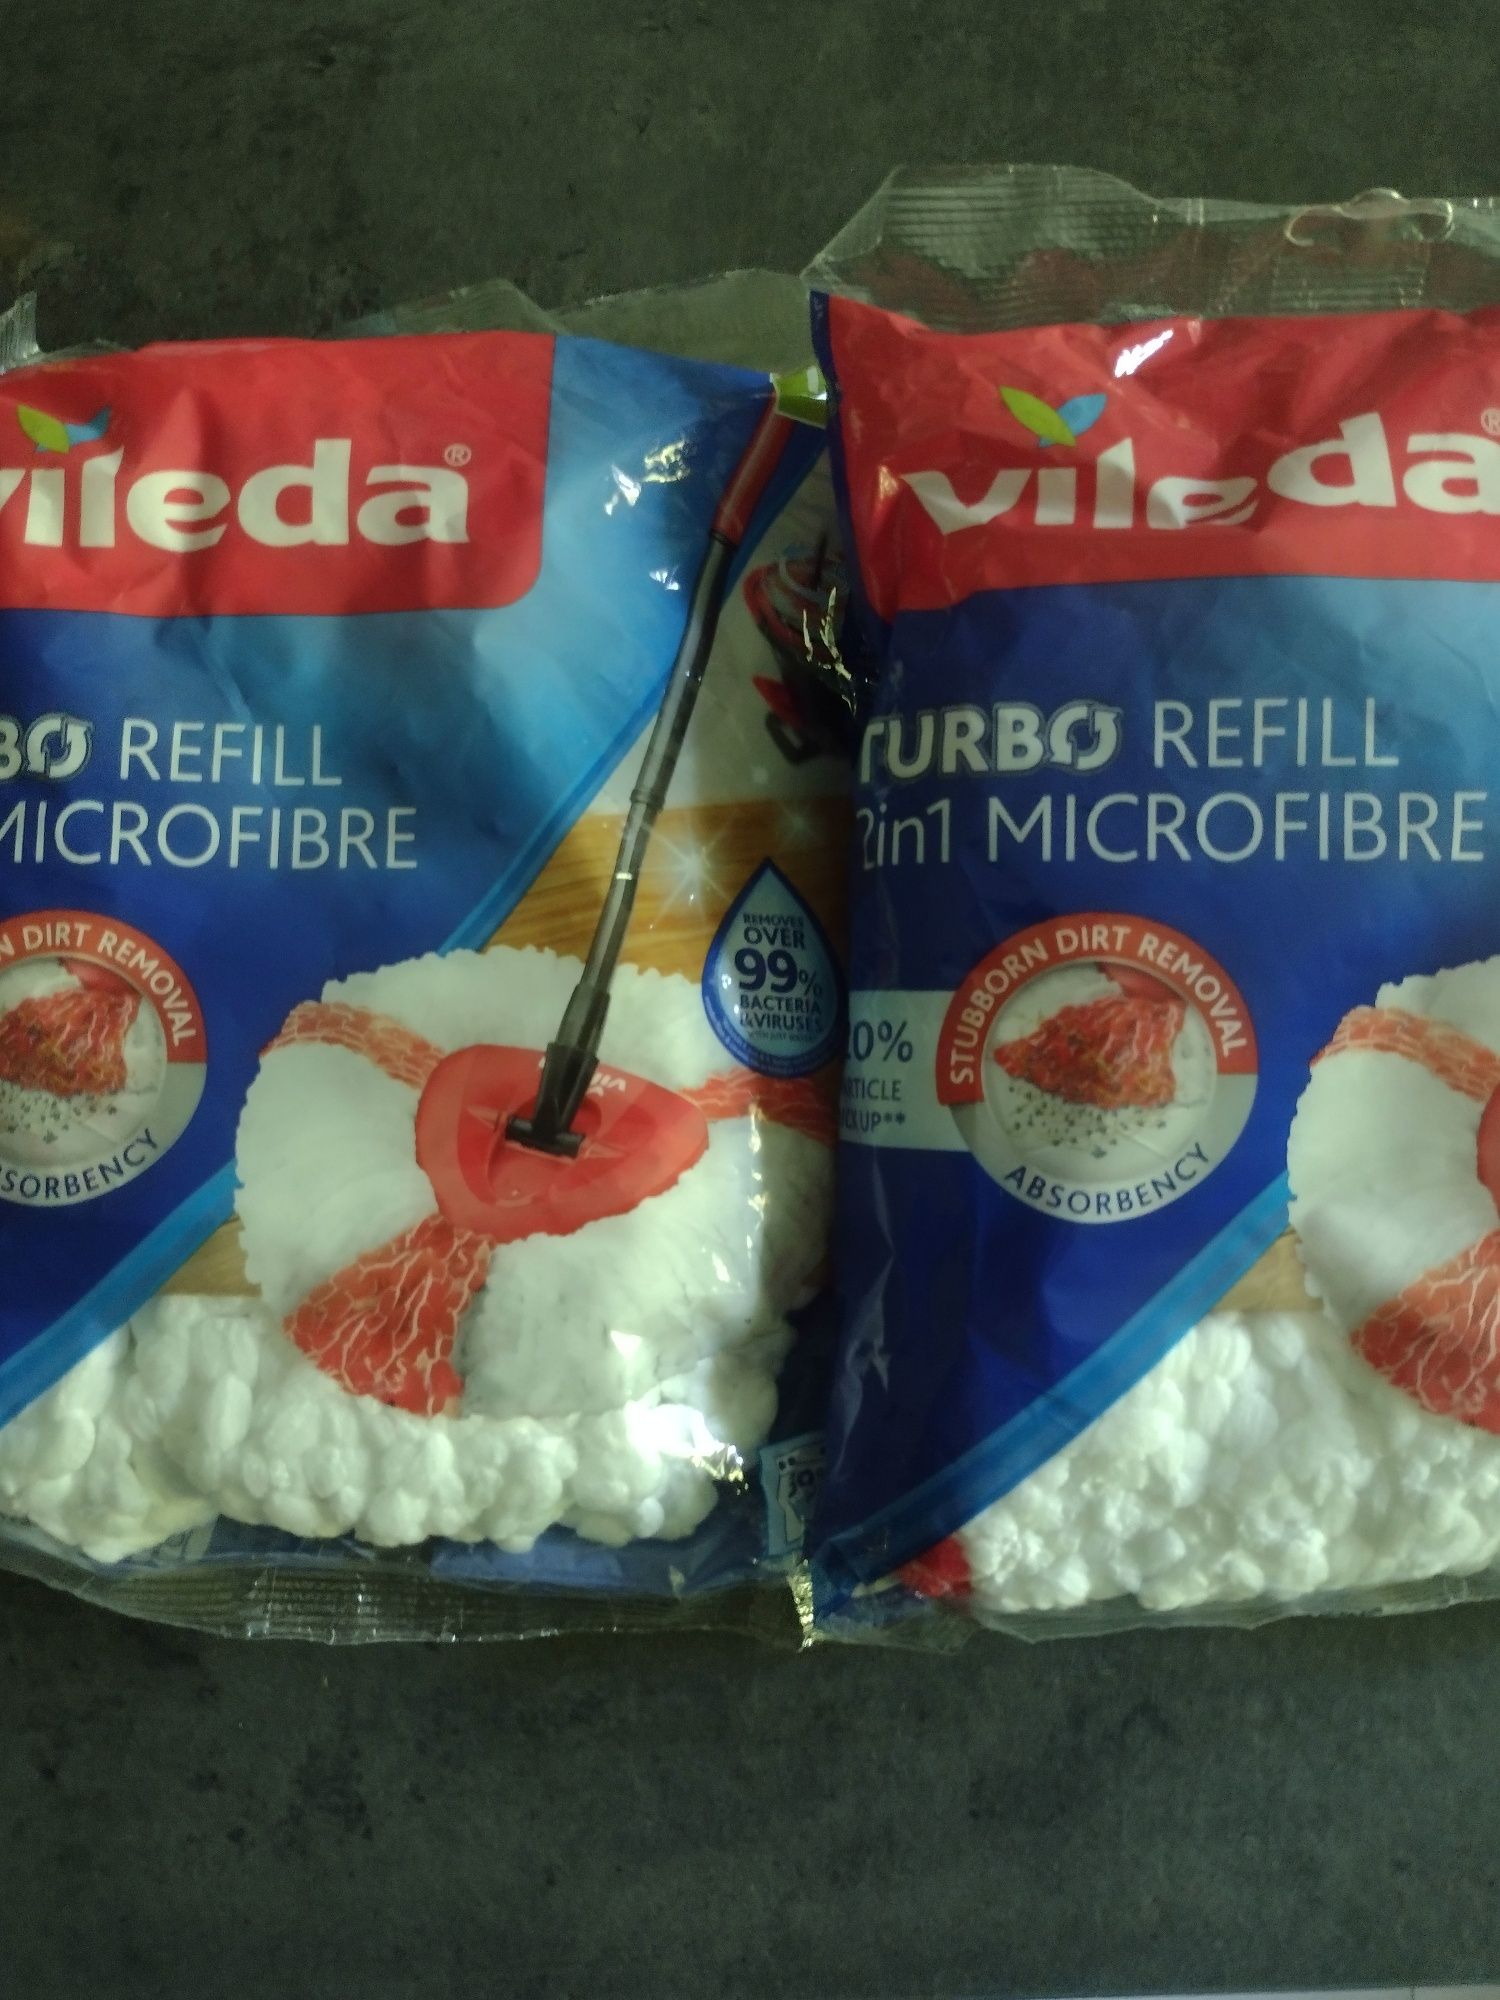 vileda®
REFILL
MICROFIBRE
DIRT REMOVAL
REMOVES
OVER
99%
BACTERIA
& VIRUSES
vileda®
TURBO REFILL
2in1 MICROFIBRE
STUBBORN DIRT REMOVAL
ABSORBENCY